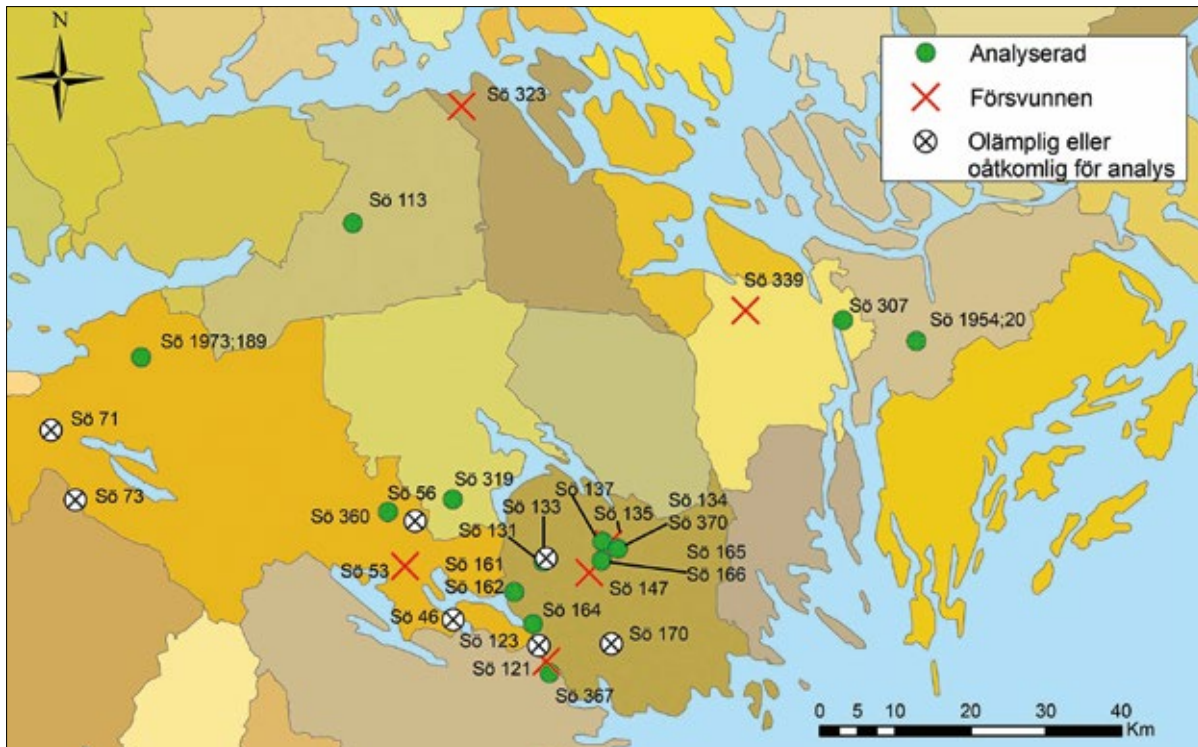 N
Analyserad
Försvunnen
Olämplig eller
oåtkomlig för analys
Sö 323
Sö 113
Sö 339
Sö 307
Sö 1954;20
Sö 1973;189
Sö 71
Sö 73
Sö 56
Sö 319
Sö 360
Sö 137
Sö 134
Sö 133
Sö 135
Sö 370
Sö 131
Sö 53
Sö 161
Sö 165
Sö 166
Sö 162
Sö 147
Sö 46
Sö 164
Sö 123
Sö 170
Sö 121
Sö 367
0 5 10 20 30 40
Km